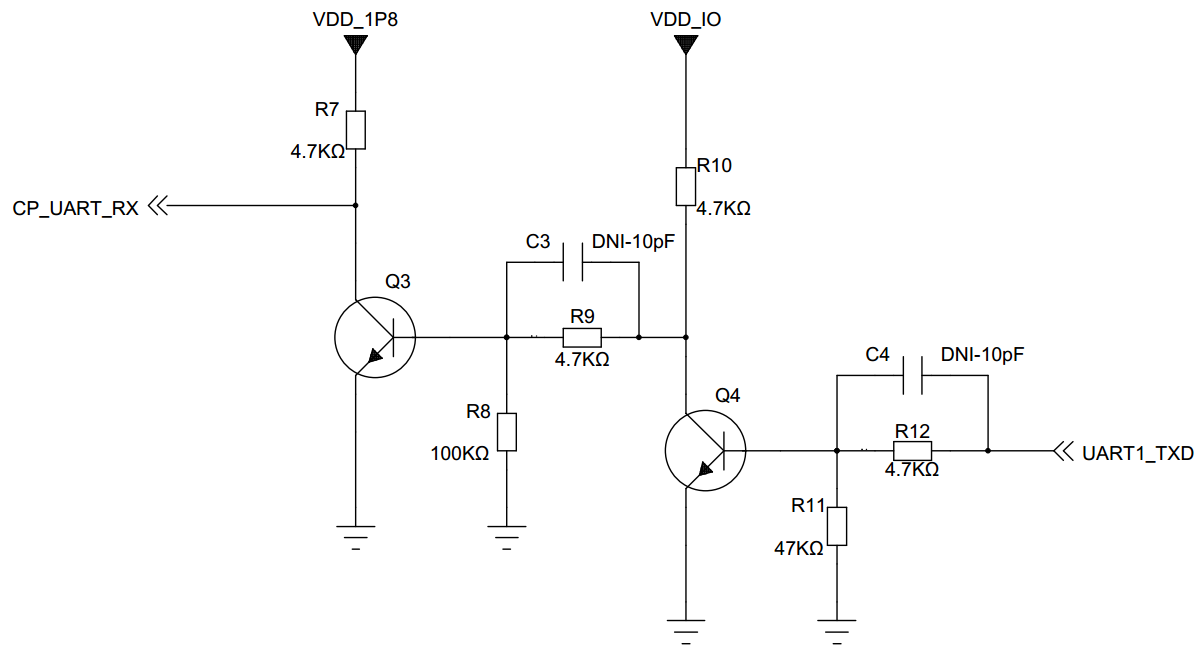 VDD_1P8
VDD_IO
R7
4.7KΩ
R10
4.7KΩ
CP_UART_RX
C3
DNI-10pF
Q3
R9
4.7KΩ
C4
DNI-10pF
Q4
R8
100KΩ
R12
4.7KΩ
UART1_TXD
R11
47KΩ